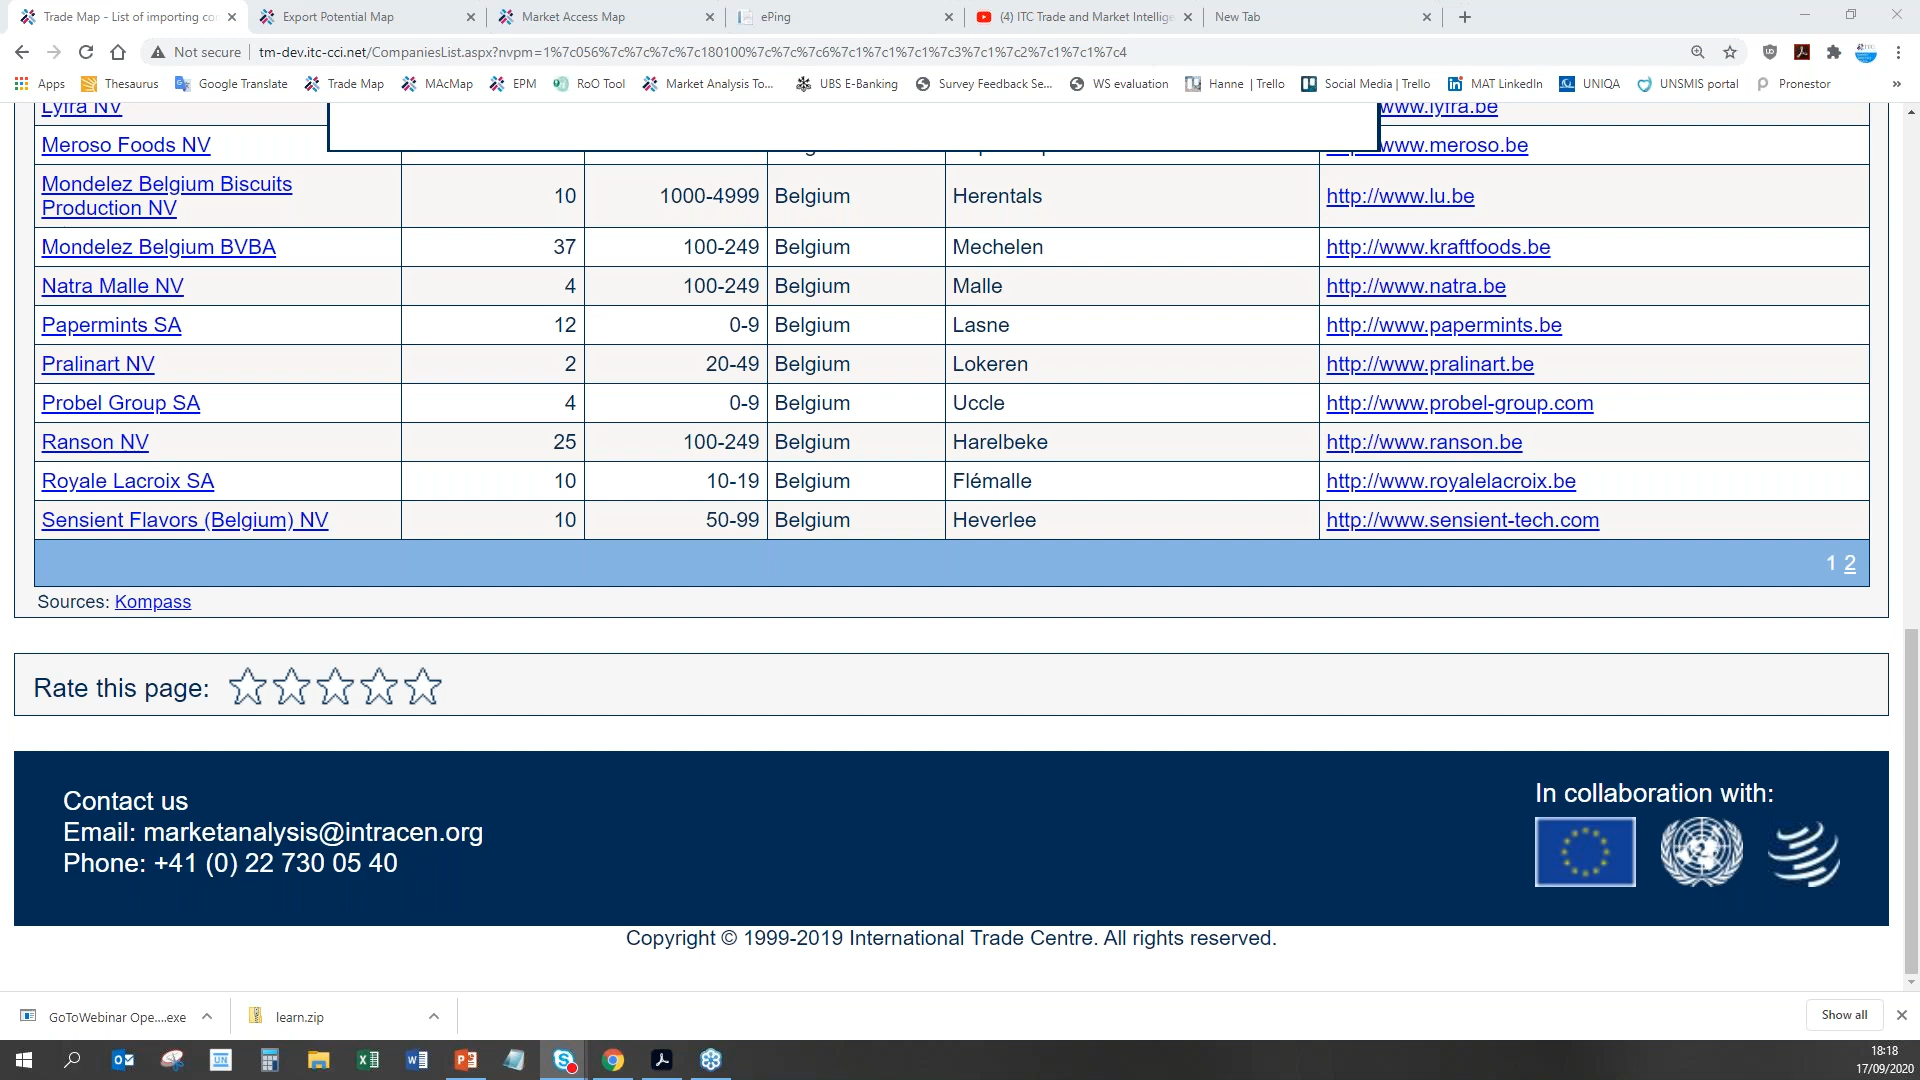 Trade Map - List of importing co
Export Potential Map
Market Access Map
ePing
(4) ITC Trade and Market Intellige
New Tab
Not secure
tm-dev.itc-cci.net/CompaniesList.aspx?nvpm=1%7c056%7c%7c%7c%7c180100%7c%7c%7c6%7c1%7c1%7c1%7c3%7c1%7c2%7c1%7c1%7c4
Apps
Thesaurus
Google Translate
Trade Map
MAcMap
EPM
RoO Tool
Market Analysis To...
UBS E-Banking
Survey Feedback Se...
WS evaluation
Hanne | Trello
Social Media | Trello
MAT LinkedIn
UNIQA
UNSMIS portal
Pronestor
»
Lyfra NV www.lyfra.be
Meroso Foods NV www.meroso.be
Mondelez Belgium Biscuits
Production NV 10 1000-4999 Belgium Herentals http://www.lu.be
Mondelez Belgium BVBA 37 100-249 Belgium Mechelen http://www.kraftfoods.be
Natra Malle NV 4 100-249 Belgium Malle http://www.natra.be
Papermints SA 12 0-9 Belgium Lasne http://www.papermints.be
Pralinart NV 2 20-49 Belgium Lokeren http://www.pralinart.be
Probel Group SA 4 0-9 Belgium Uccle http://www.probel-group.com
Ranson NV 25 100-249 Belgium Harelbeke http://www.ranson.be
Royale Lacroix SA 10 10-19 Belgium Flémalle http://www.royalelacroix.be
Sensient Flavors (Belgium) NV 10 50-99 Belgium Heverlee http://www.sensient-tech.com
1 2
Sources: Kompass
Rate this page:
Contact us
Email: marketanalysis@intracen.org
Phone: +41 (0) 22 730 05 40
In collaboration with:
Copyright © 1999-2019 International Trade Centre. All rights reserved.
GoToWebinar Ope....exe
learn.zip
Show all
18:18
17/09/2020